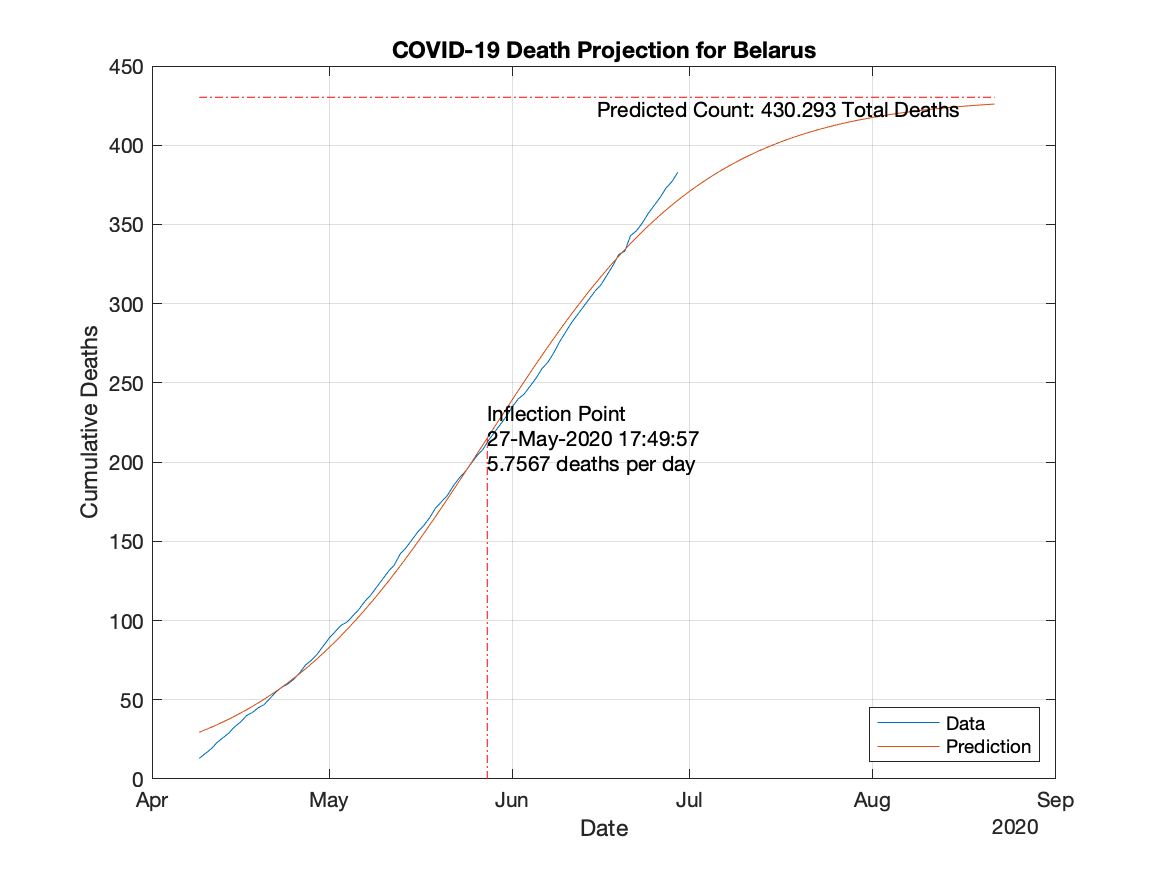 COVID-19 Death Projection for Belarus
450
400
350
300
250
200
150
100
50
0
Cumulative Deaths
Predicted Count: 430.293 Total Deaths
Inflection Point
27-May-2020 17:49:57
5.7567 deaths per day
Data
Prediction
Apr May Jun Jul Aug Sep
Date
2020